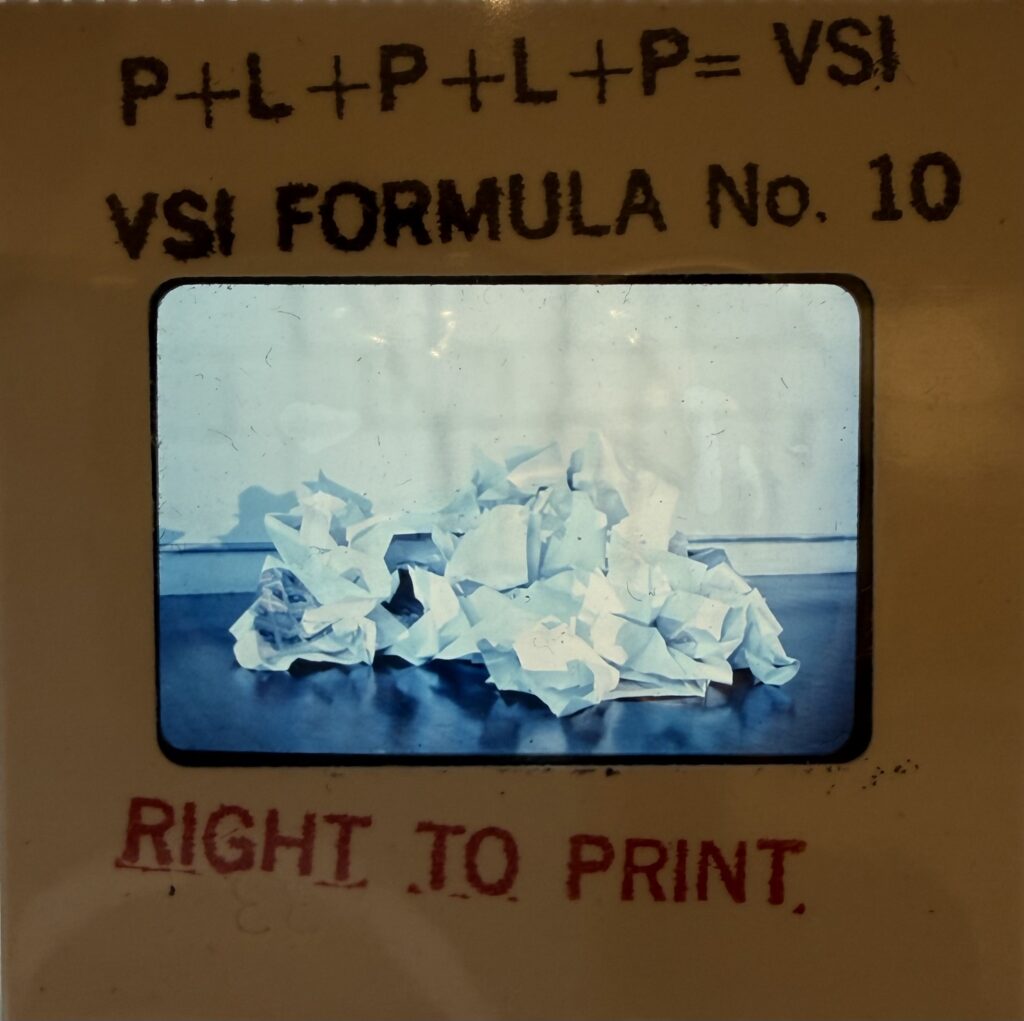 P+L+P+L+P= VSI
VSI FORMULA No. 10
RIGHT TO PRINT.